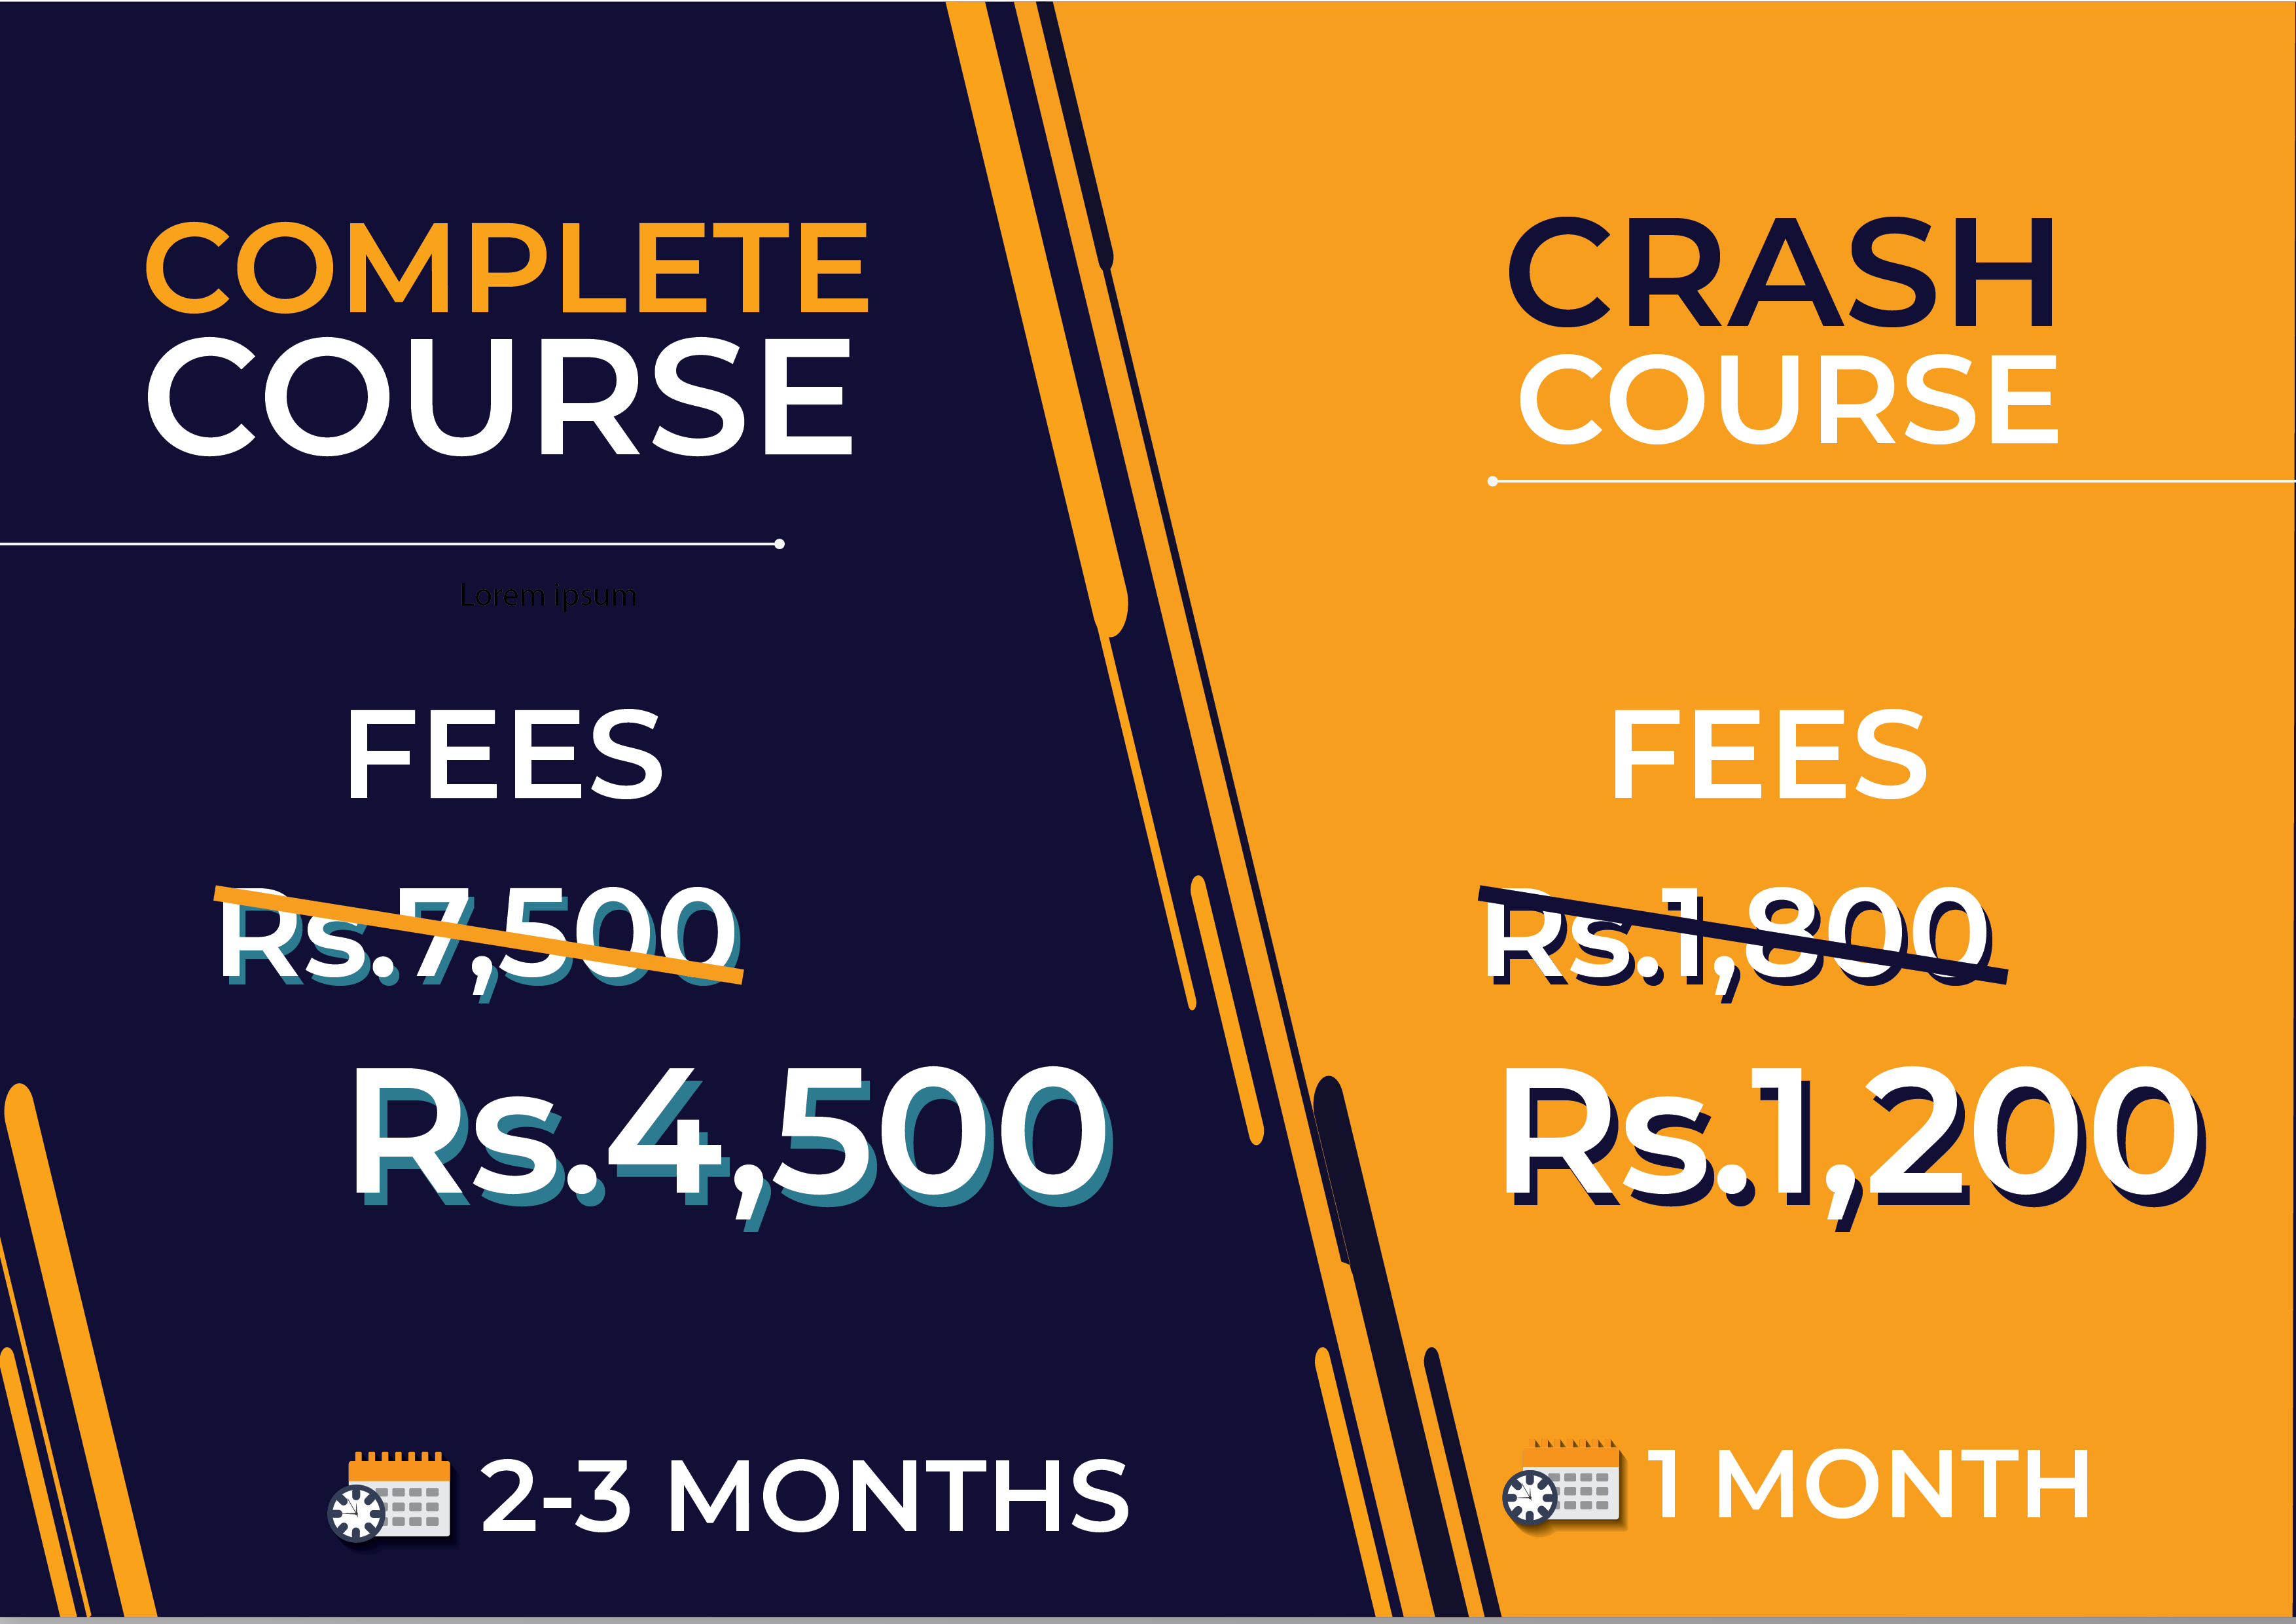 COMPLETE
COURSE
Lorem ipsum
FEES
Rs.7,500
Rs.4,500
2-3 MONTHS
CRASH
COURSE
FEES
Rs.1,800
Rs.1,200
1 MONTH